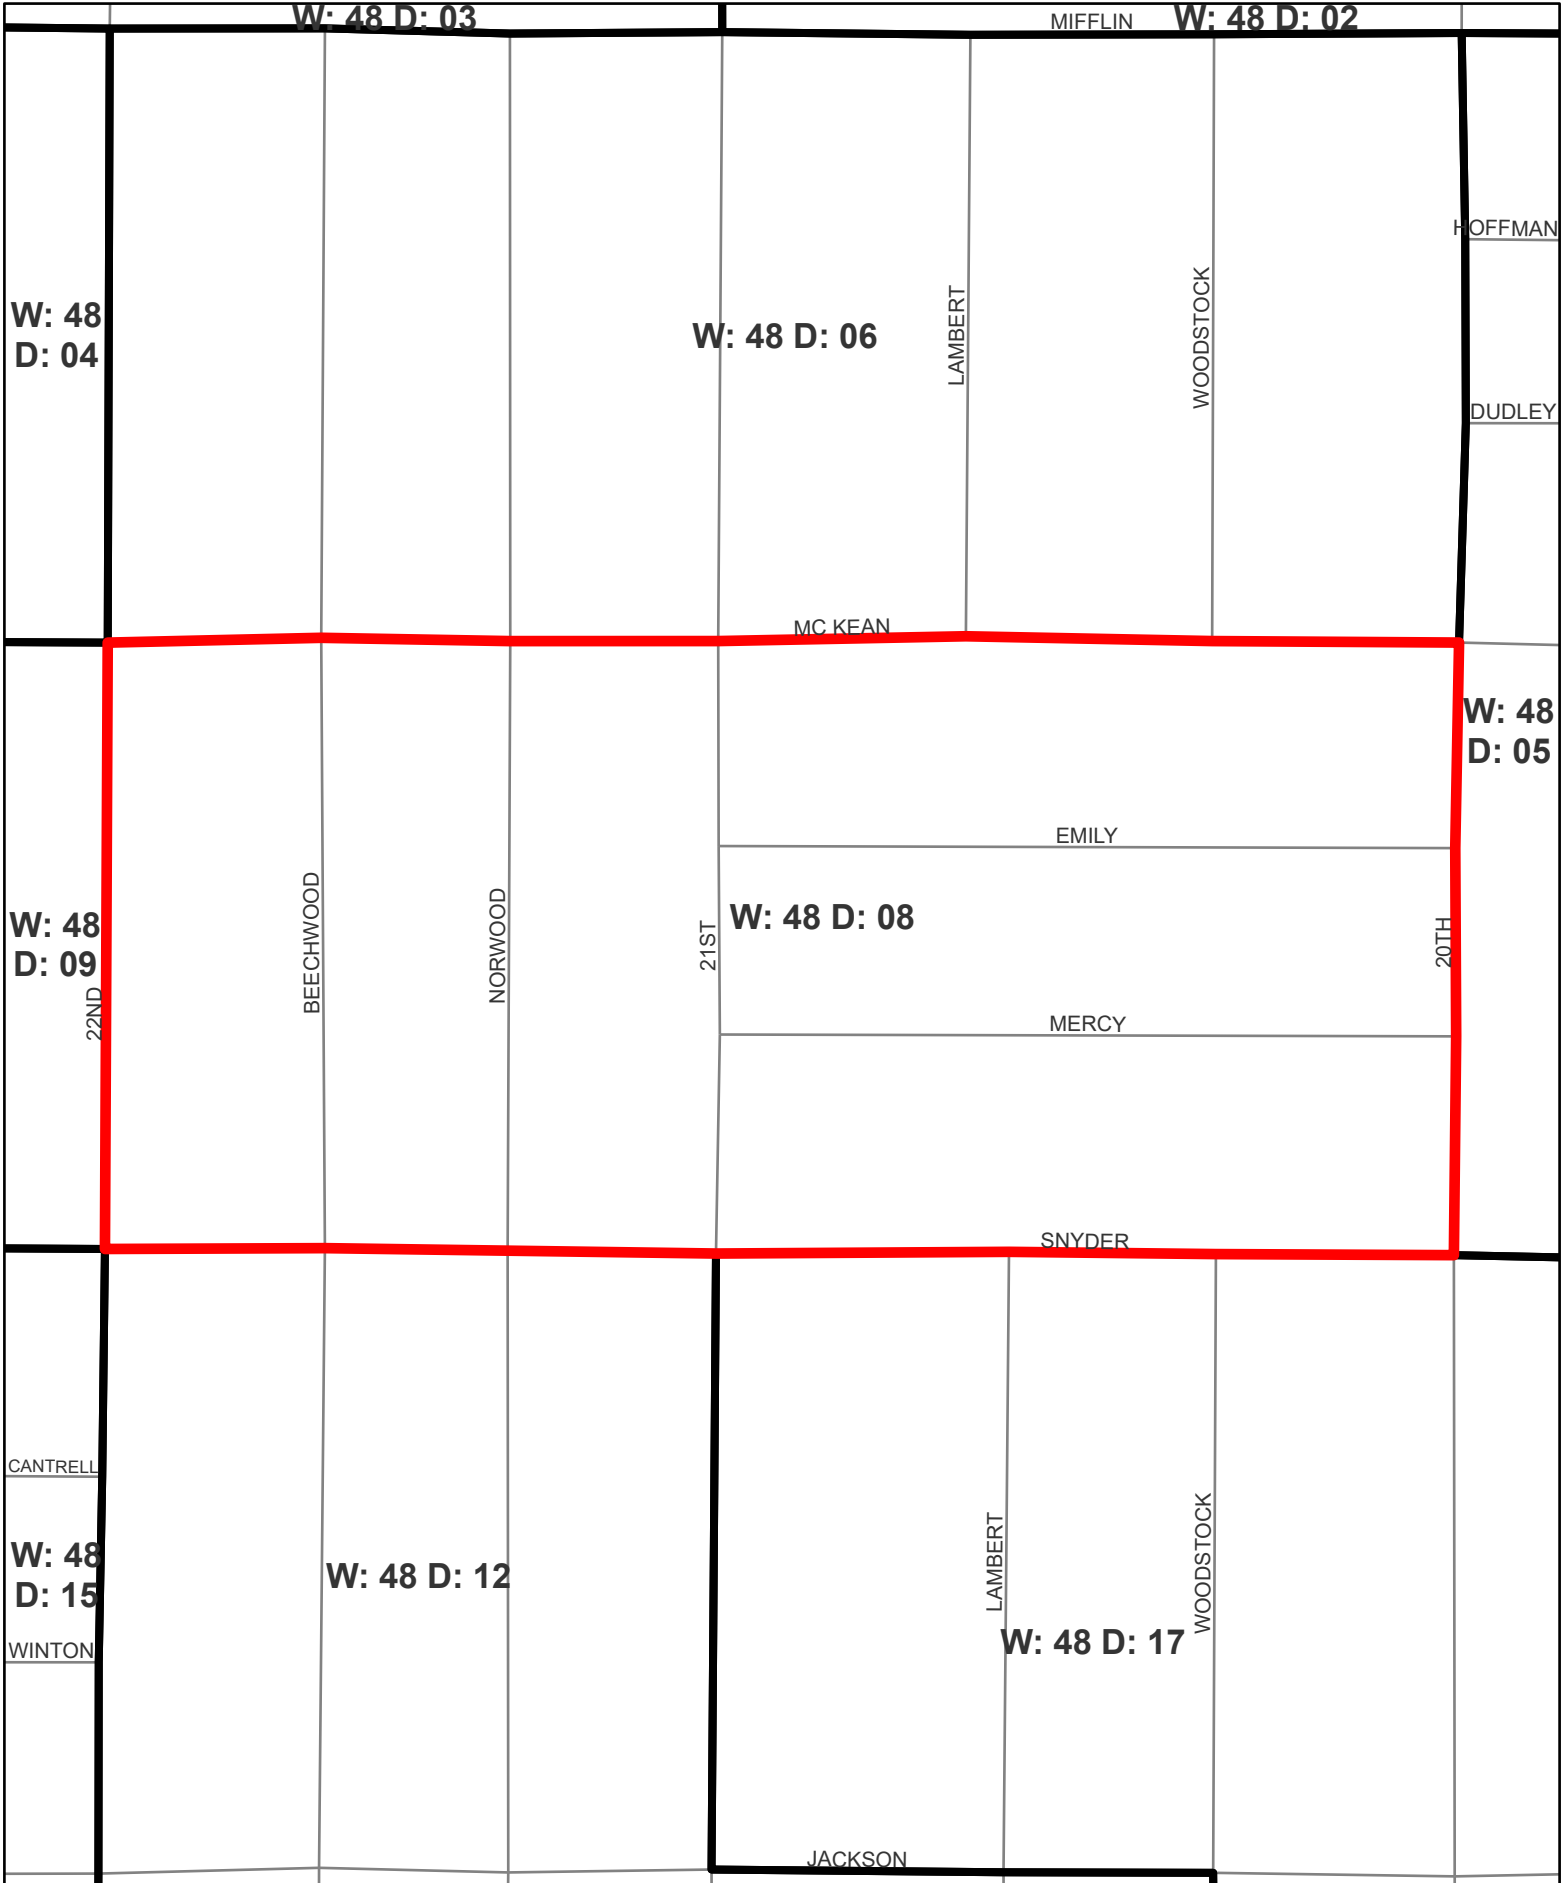 W: 48 D: 03
MIFFLIN
W: 48 D: 02
HOFFMAN
W: 48
D: 04
W: 48 D: 06
LAMBERT
WOODSTOCK
DUDLEY
MC KEAN
W: 48
D: 05
EMILY
W: 48
D: 09
22ND
BEECHWOOD
NORWOOD
21ST
W: 48 D: 08
20TH
MERCY
SNYDER
CANTRELL
W: 48
D: 15
WINTON
W: 48 D: 12
LAMBERT
WOODSTOCK
W: 48 D: 17
JACKSON